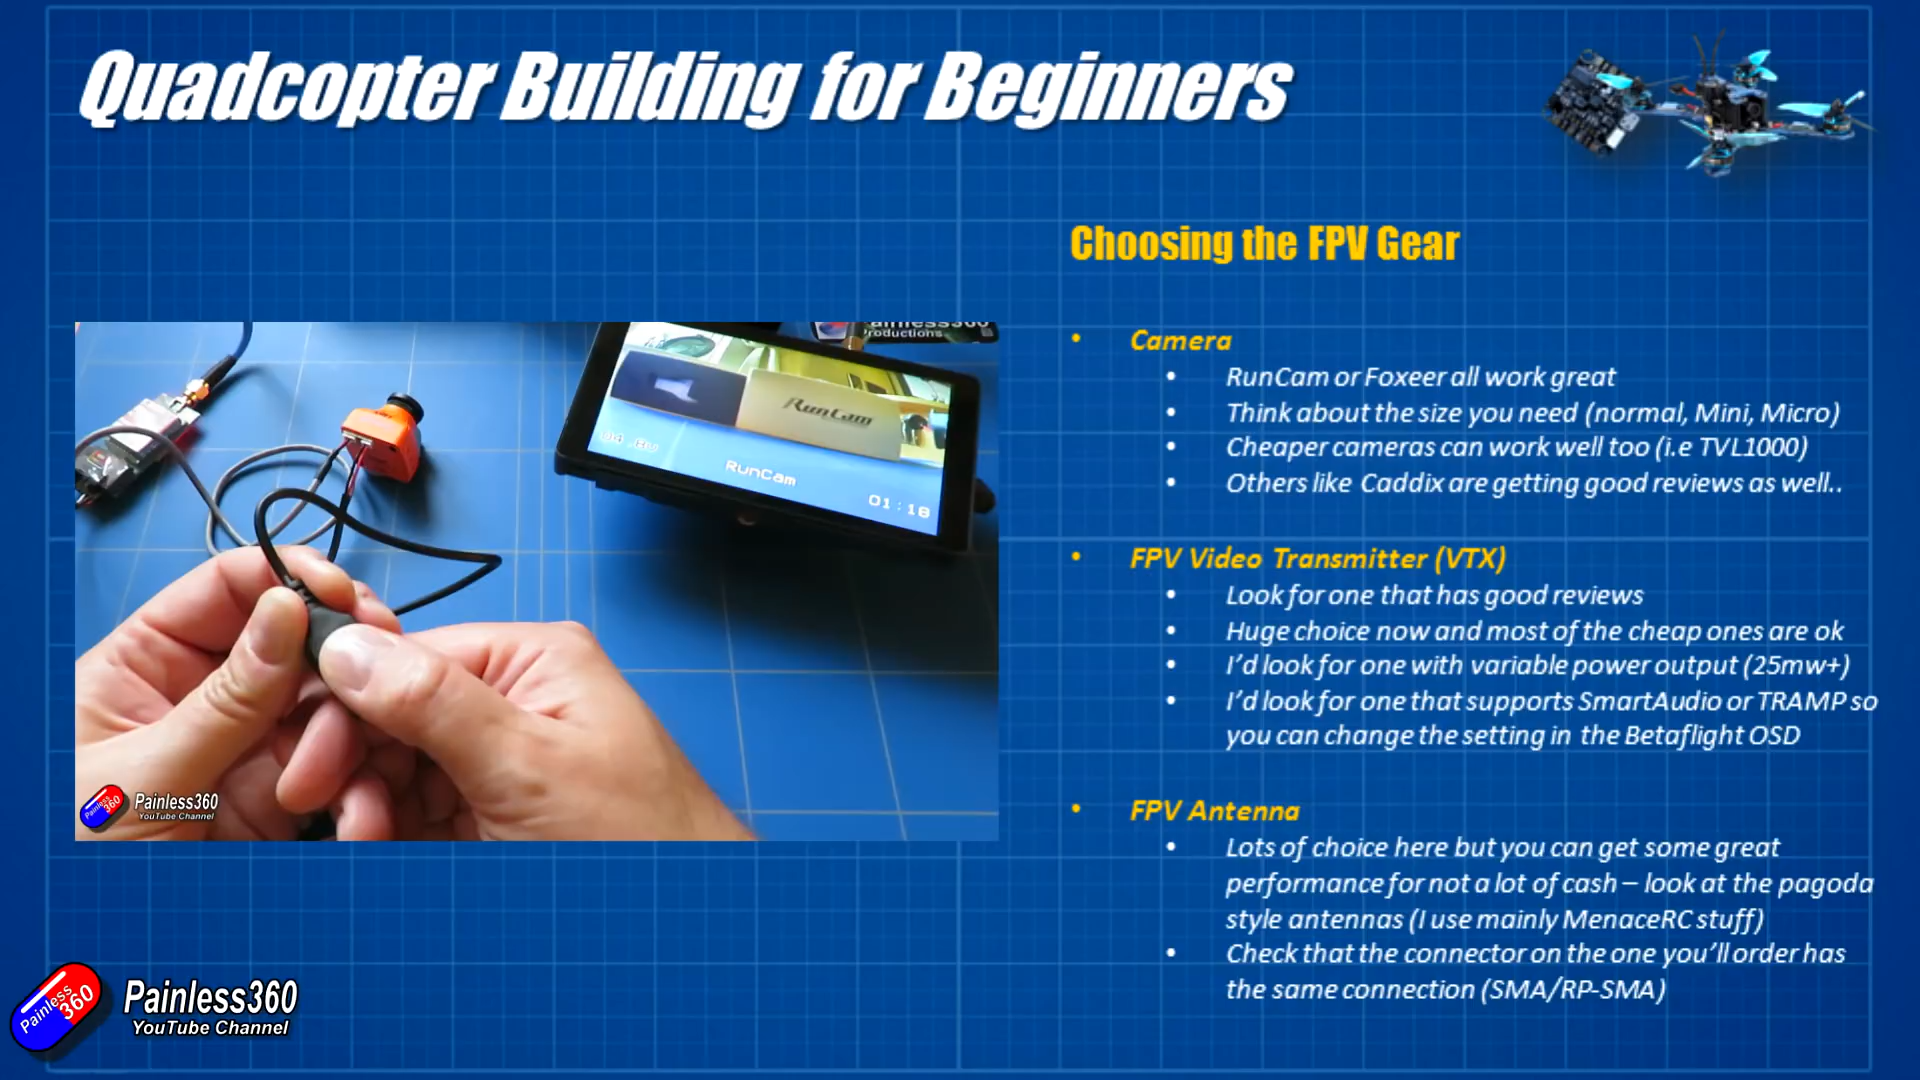 Quadcopter Building for Beginners
Choosing the FPV Gear
• Camera
• RunCam or Foxeer all work great
• Think about the size you need (normal, Mini, Micro)
• Cheaper cameras can work well too (i.e TVL1000)
• Others like Caddix are getting good reviews as well..
• FPV Video Transmitter (VTX)
• Look for one that has good reviews
• Huge choice now and most of the cheap ones are ok
• I'd look for one with variable power output (25mw+)
• I'd look for one that supports SmartAudio or TRAMP so
you can change the setting in the Betaflight OSD
• FPV Antenna
• Lots of choice here but you can get some great
performance for not a lot of cash – look at the pagoda
style antennas (I use mainly MenaceRC stuff)
• Check that the connector on the one you'll order has
the same connection (SMA/RP-SMA)
Productions
RunCam
RunCam
01:18
Painless 360
Painless360
YouTube Channel
Painless 360
Painless360
YouTube Channel